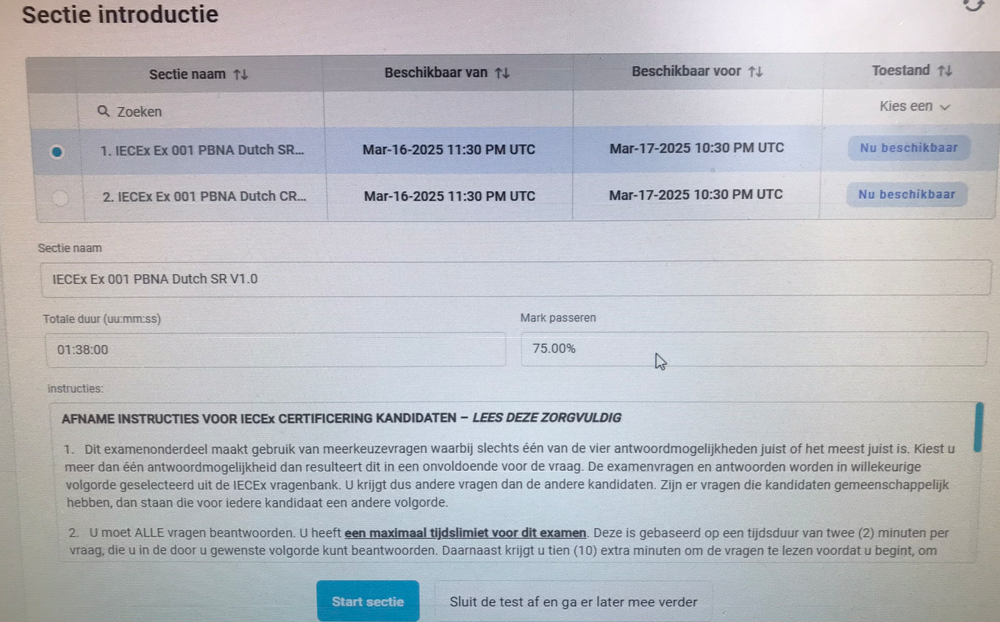 Sectie introductie
Sectie naam ↑↓ Beschikbaar van ↑↓ Beschikbaar voor ↑↓ Toestand ↑↓
Zoeken Kies een
1. IECEx Ex 001 PBNA Dutch SR... Mar-16-2025 11:30 PM UTC Mar-17-2025 10:30 PM UTC Nu beschikbaar
2. IECEx Ex 001 PBNA Dutch CR... Mar-16-2025 11:30 PM UTC Mar-17-2025 10:30 PM UTC Nu beschikbaar
Sectie naam
IECEx Ex 001 PBNA Dutch SR V1.0
Totale duur (uu:mm:ss) Mark passeren
01:38:00 75.00%
instructies:
AFNAME INSTRUCTIES VOOR IECEx CERTIFICERING KANDIDATEN – LEES DEZE ZORGVULDIG
1. Dit examenonderdeel maakt gebruik van meerkeuzevragen waarbij slechts één van de vier antwoordmogelijkheden juist of het meest juist is. Kiest u
meer dan één antwoordmogelijkheid dan resulteert dit in een onvoldoende voor de vraag. De examenvragen en antwoorden worden in willekeurige
volgorde geselecteerd uit de IECEx vragenbank. U krijgt dus andere vragen dan de andere kandidaten. Zijn er vragen die kandidaten gemeenschappelijk
hebben, dan staan die voor iedere kandidaat een andere volgorde.
2. U moet ALLE vragen beantwoorden. U heeft een maximaal tijdslimiet voor dit examen. Deze is gebaseerd op een tijdsduur van twee (2) minuten per
vraag, die u in de door u gewenste volgorde kunt beantwoorden. Daarnaast krijgt u tien (10) extra minuten om de vragen te lezen voordat u begint, om
Start sectie Sluit de test af en ga er later mee verder